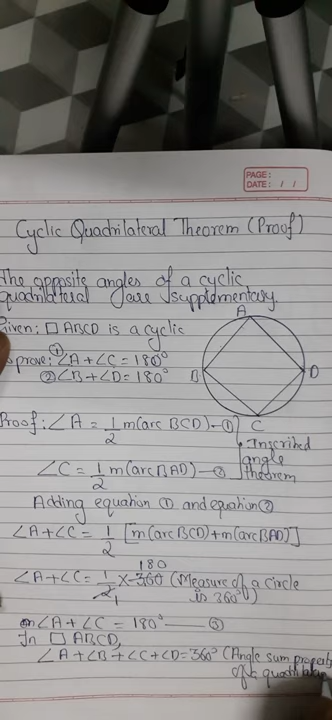 PAGE:
DATE: / /
Cyclic Quadrilateral Theorem (Proof)
The opposite angles of a cyclic
quadrilateral are supplementary.
Given: □ABCD is a cyclic
prove: ① ∠A+∠C = 180°
② ∠B+∠D = 180°
A
B
D
C
Proof: ∠A = 1/2 m(arc BCD) - ①
∠C = 1/2 m(arc BAD) - ②
Inscribed
angle
theorem
Adding equation ① and equation ②
∠A+∠C = 1/2 [m(arc BCD)+m(arc BAD)]
180
∠A+∠C = 1/2 × 360 (Measure of a circle
1
is 360°)
∠A + ∠C = 180° — ③
In □ABCD,
∠A+∠B+∠C+∠D=360° (Angle sum property
of quadrilateral